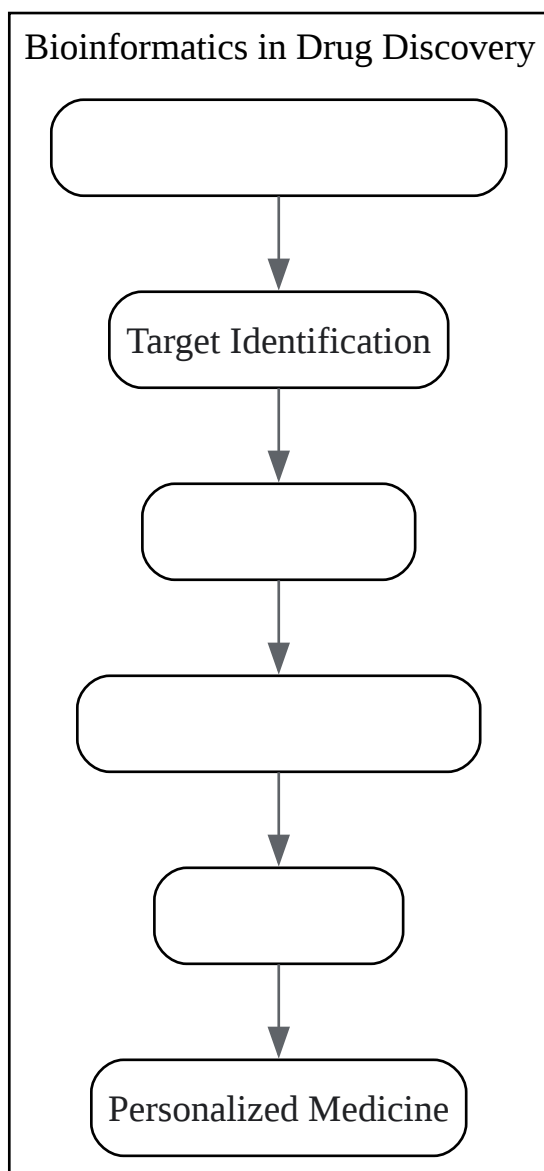 Bioinformatics in Drug Discovery
Target Identification
Personalized Medicine